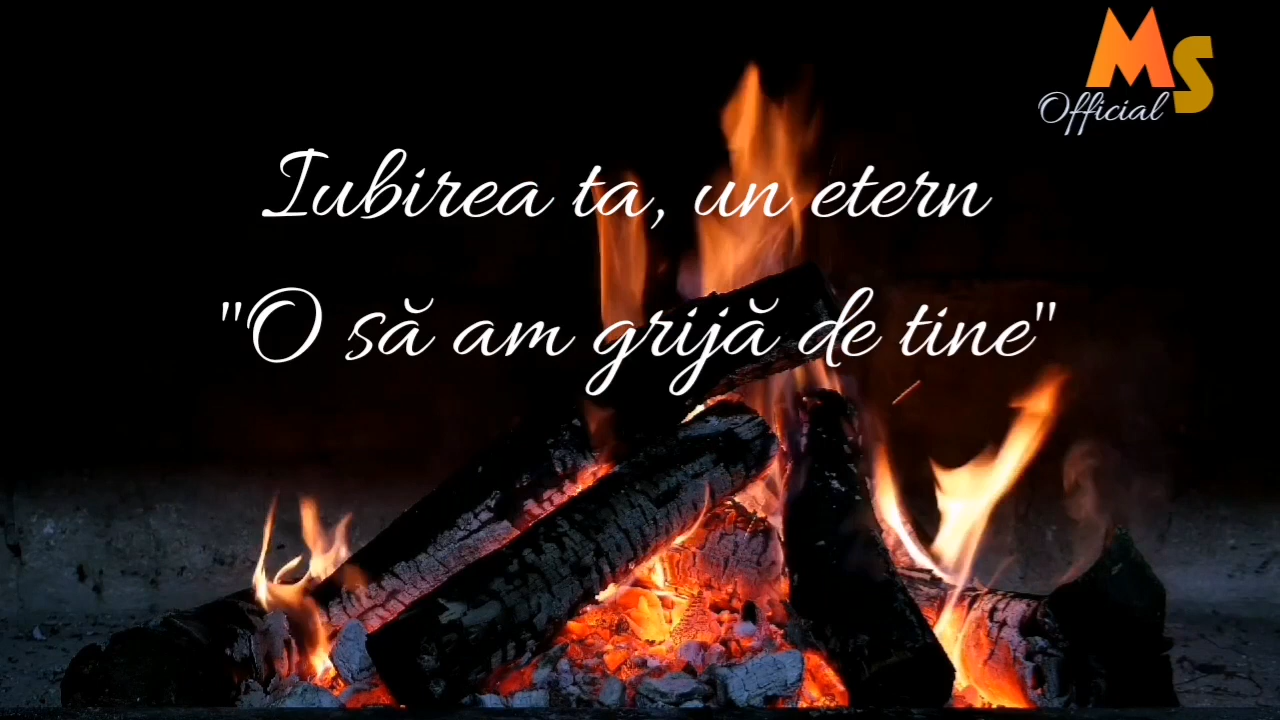 MS
Official
Iubirea ta, un etern
"O să am grijă de tine"